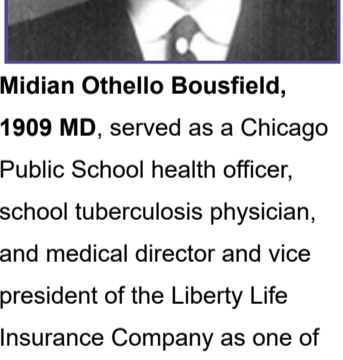 Midian Othello Bousfield,
1909 MD, served as a Chicago
Public School health officer,
school tuberculosis physician,
and medical director and vice
president of the Liberty Life
Insurance Company as one of